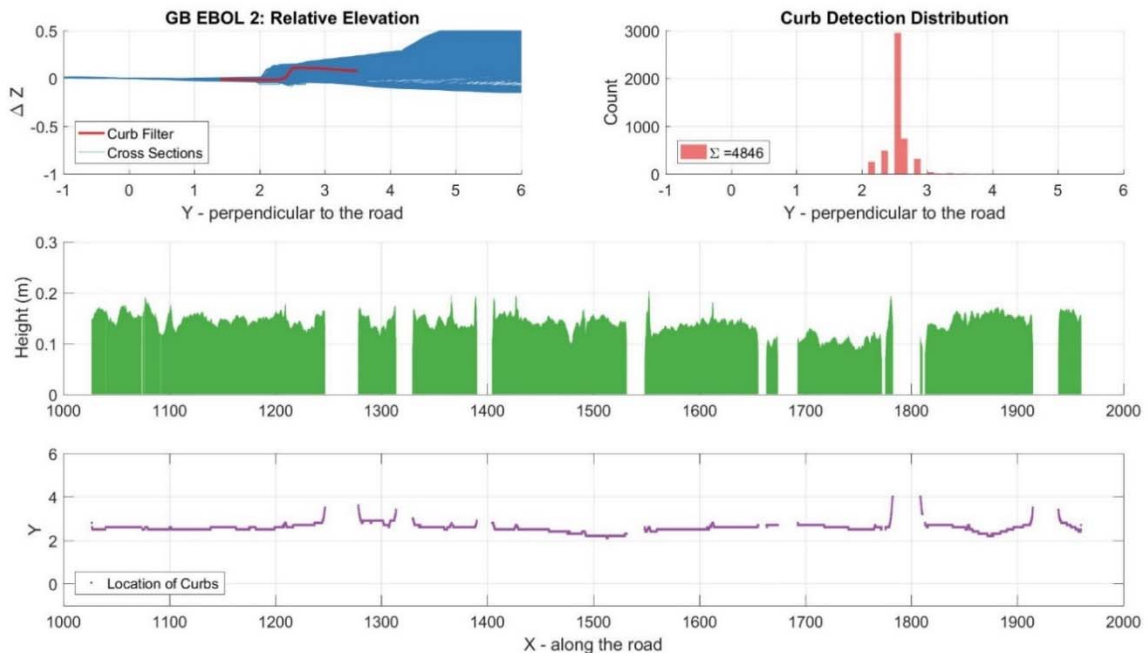 GB EBOL 2: Relative Elevation
0.5
0
-0.5
-1
Δ Z
Curb Filter
Cross Sections
-1 0 1 2 3 4 5 6
Y - perpendicular to the road
Curb Detection Distribution
3000
2000
1000
0
Count
Σ =4846
-1 0 1 2 3 4 5 6
Y - perpendicular to the road
0.3
0.2
0.1
0
Height (m)
1000 1100 1200 1300 1400 1500 1600 1700 1800 1900 2000
6
4
2
0
Y
Location of Curbs
1000 1100 1200 1300 1400 1500 1600 1700 1800 1900 2000
X - along the road